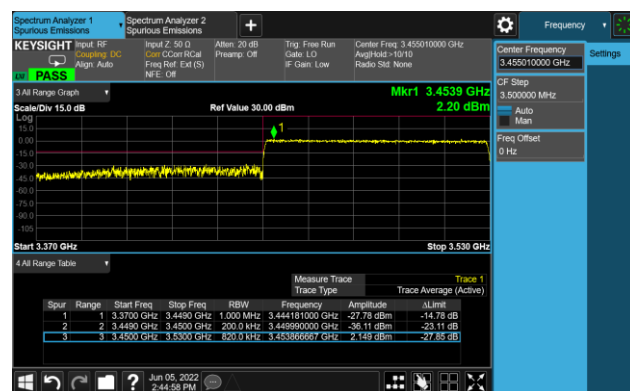 Spectrum Analyzer 1
Spurious Emissions
Spectrum Analyzer 2
Spurious Emissions
+
Frequency
KEYSIGHT
Input: RF
Coupling: DC
Align: Auto
Input Z: 50 Ω
Corr CCorr RCal
Freq Ref: Ext (S)
NFE: Off
Atten: 20 dB
Preamp: Off
Trig: Free Run
Gate: LO
IF Gain: Low
Center Freq: 3.455010000 GHz
Avg|Hold:>10/10
Radio Std: None
LV PASS
Center Frequency
3.455010000 GHz
Settings
CF Step
3.500000 MHz
Auto
Man
Freq Offset
0 Hz
3 All Range Graph
Mkr1 3.4539 GHz
Scale/Div 15.0 dB
Ref Value 30.00 dBm
2.20 dBm
Log
15.0
0.00
-15.0
-30.0
-45.0
-60.0
-75.0
-90.0
-105
1
Start 3.370 GHz
Stop 3.530 GHz
4 All Range Table
Measure Trace Trace 1
Trace Type Trace Average (Active)
Spur Range Start Freq Stop Freq RBW Frequency Amplitude ΔLimit
1 1 3.3700 GHz 3.4490 GHz 1.000 MHz 3.444181000 GHz -27.78 dBm -14.78 dB
2 2 3.4490 GHz 3.4500 GHz 200.0 kHz 3.449990000 GHz -36.11 dBm -23.11 dB
3 3 3.4500 GHz 3.5300 GHz 820.0 kHz 3.453866667 GHz 2.149 dBm -27.85 dB
?
Jun 05, 2022
2:44:58 PM